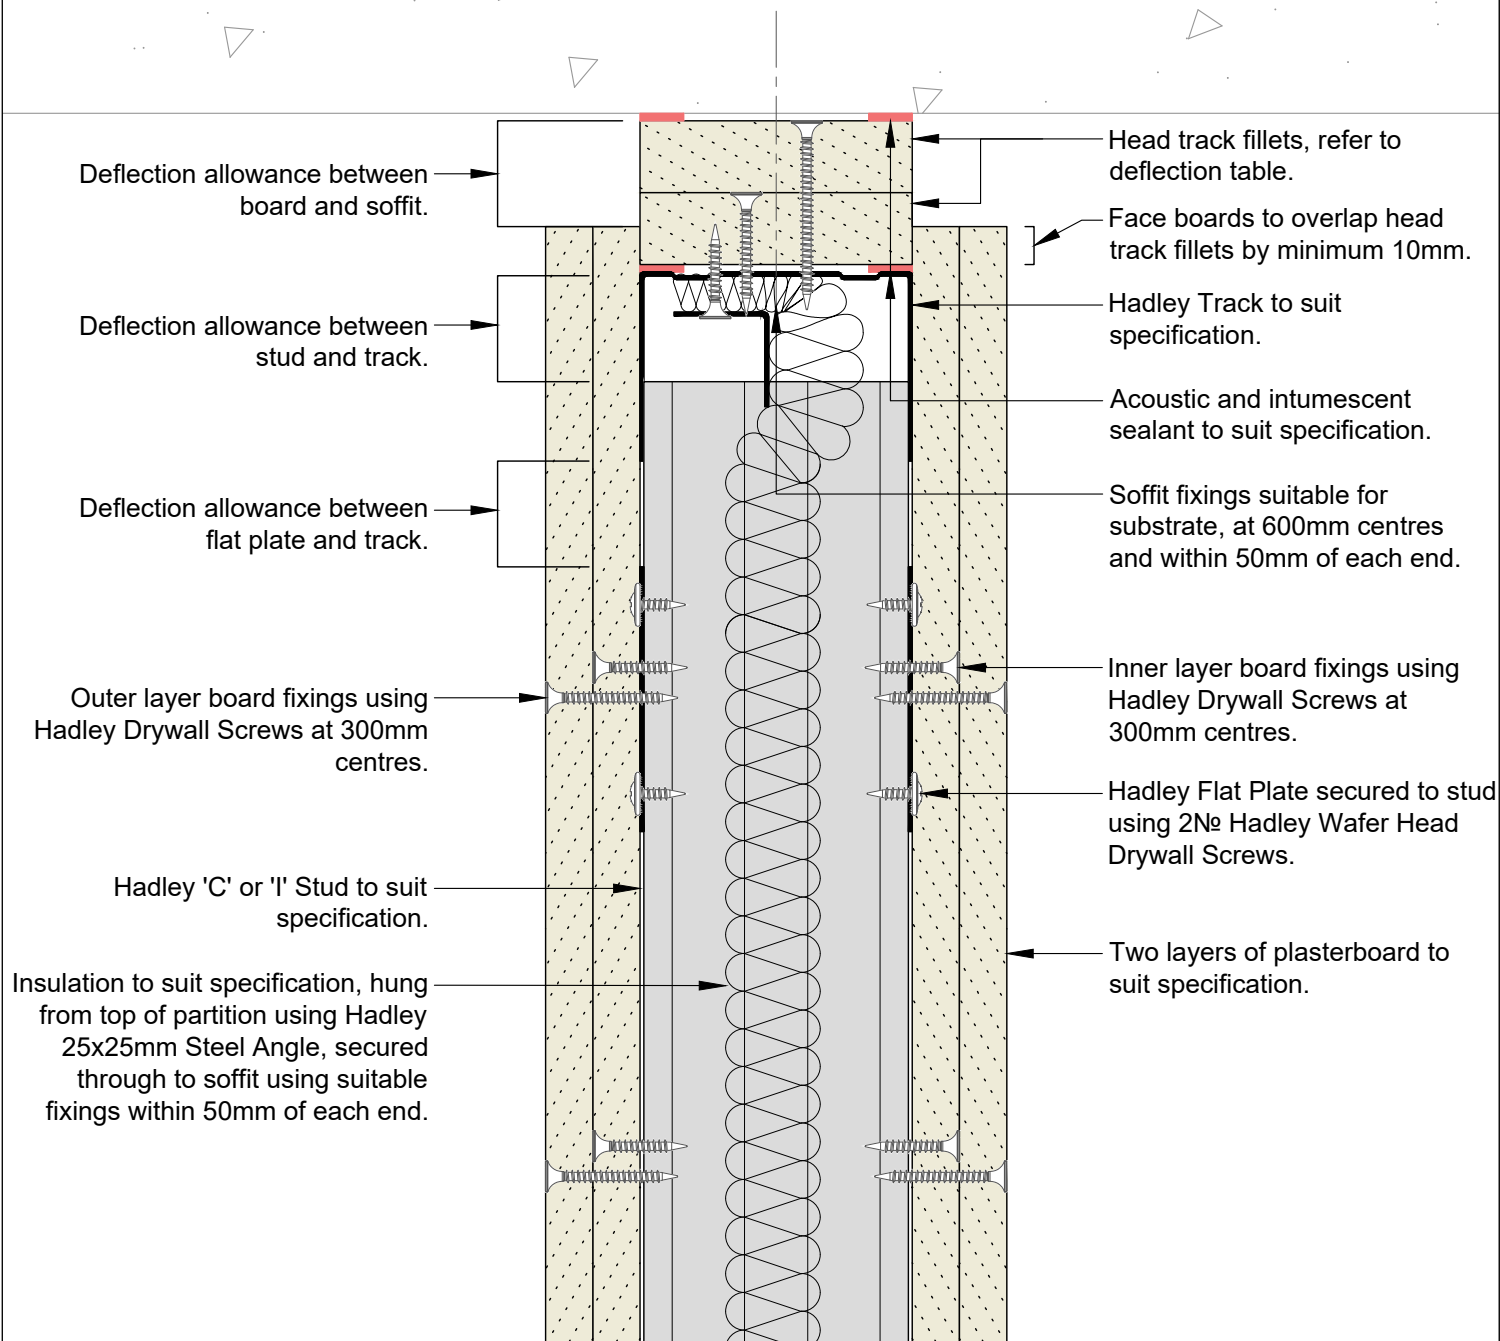 Deflection allowance between
board and soffit.
Deflection allowance between
stud and track.
Deflection allowance between
flat plate and track.
Outer layer board fixings using
Hadley Drywall Screws at 300mm
centres.
Hadley 'C' or 'I' Stud to suit
specification.
Insulation to suit specification, hung
from top of partition using Hadley
25x25mm Steel Angle, secured
through to soffit using suitable
fixings within 50mm of each end.
Head track fillets, refer to
deflection table.
Face boards to overlap head
track fillets by minimum 10mm.
Hadley Track to suit
specification.
Acoustic and intumescent
sealant to suit specification.
Soffit fixings suitable for
substrate, at 600mm centres
and within 50mm of each end.
Inner layer board fixings using
Hadley Drywall Screws at
300mm centres.
Hadley Flat Plate secured to stud
using 2№ Hadley Wafer Head
Drywall Screws.
Two layers of plasterboard to
suit specification.